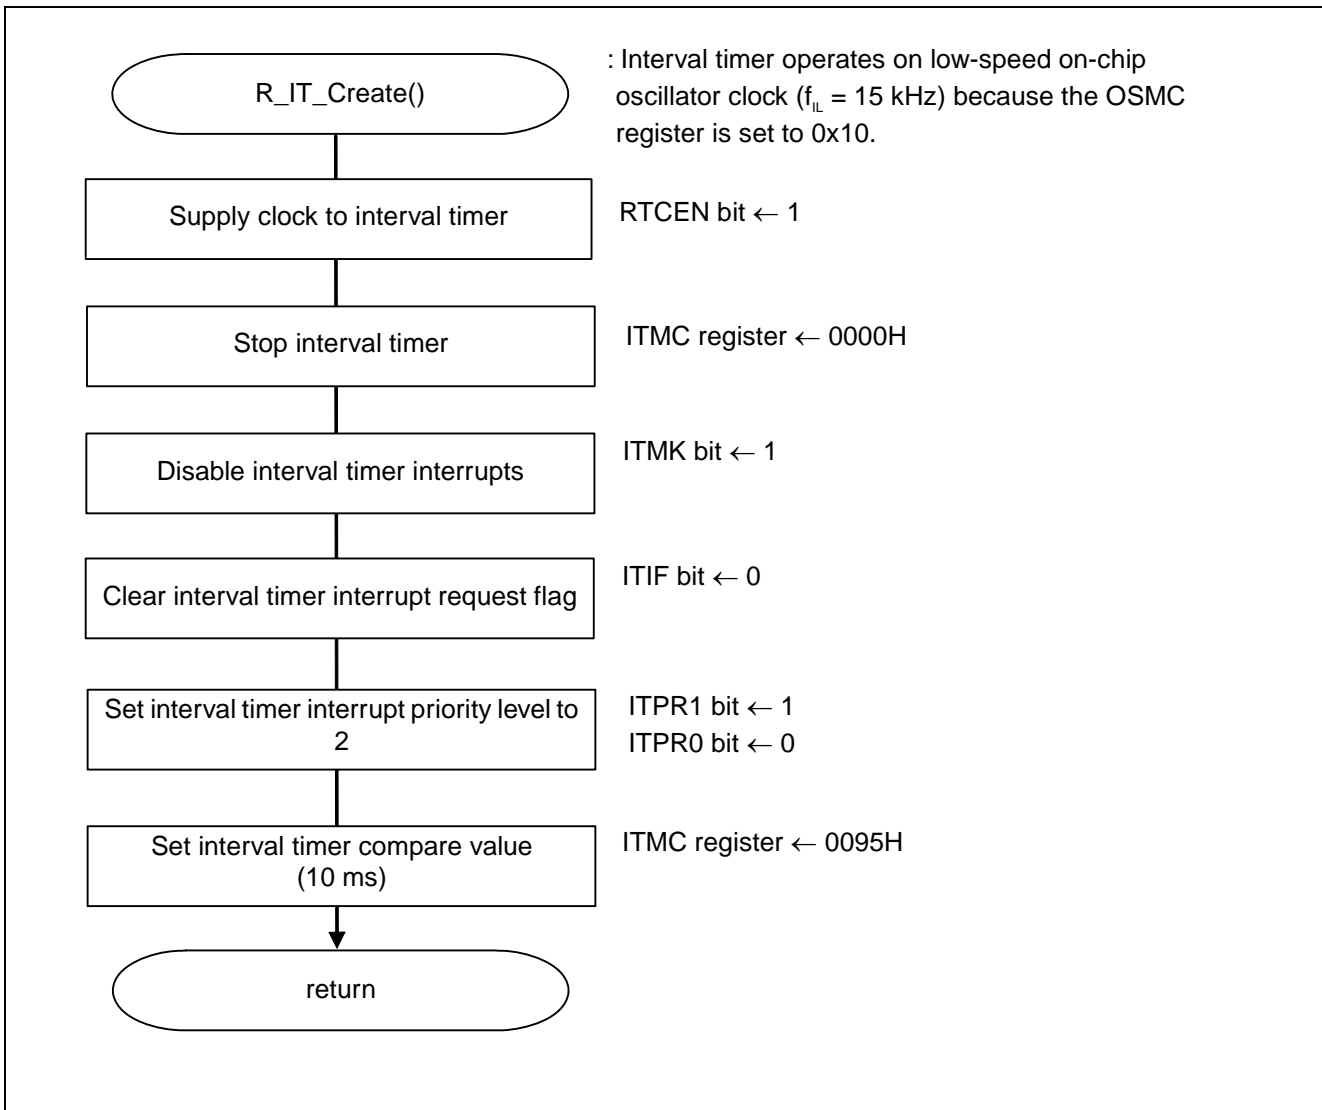 R_IT_Create()
: Interval timer operates on low-speed on-chip
oscillator clock (fIL = 15 kHz) because the OSMC
register is set to 0x10.
Supply clock to interval timer
RTCEN bit ← 1
Stop interval timer
ITMC register ← 0000H
Disable interval timer interrupts
ITMK bit ← 1
Clear interval timer interrupt request flag
ITIF bit ← 0
Set interval timer interrupt priority level to
2
ITPR1 bit ← 1
ITPR0 bit ← 0
Set interval timer compare value
(10 ms)
ITMC register ← 0095H
return